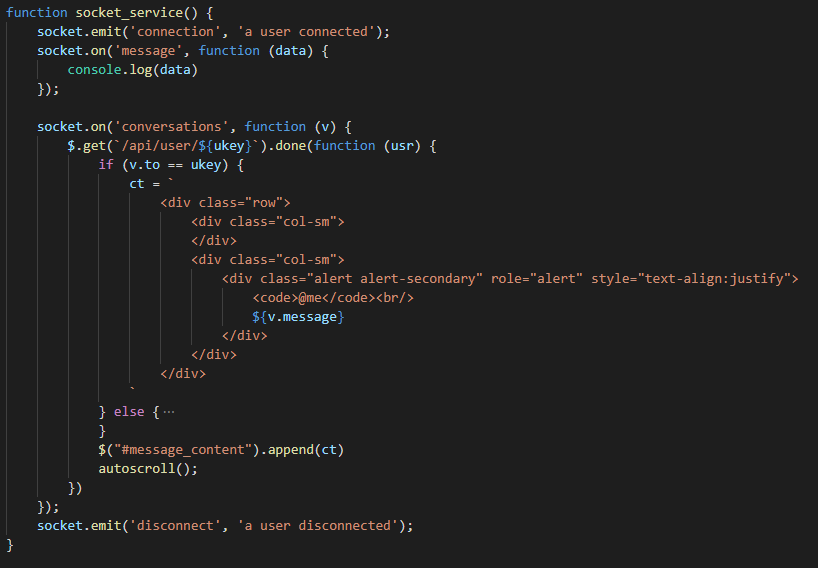 function socket_service() {
    socket.emit('connection', 'a user connected');
    socket.on('message', function (data) {
        console.log(data)
    });

    socket.on('conversations', function (v) {
        $.get(`/api/user/${ukey}`).done(function (usr) {
            if (v.to == ukey) {
                ct = `
                    <div class="row">
                        <div class="col-sm">
                        </div>
                        <div class="col-sm">
                            <div class="alert alert-secondary" role="alert" style="text-align:justify">
                                <code>@me</code><br/>
                                ${v.message}
                            </div>
                        </div>
                    </div>
                `
            } else {···
            }
            $("#message_content").append(ct)
            autoscroll();
        })
    });
    socket.emit('disconnect', 'a user disconnected');
}